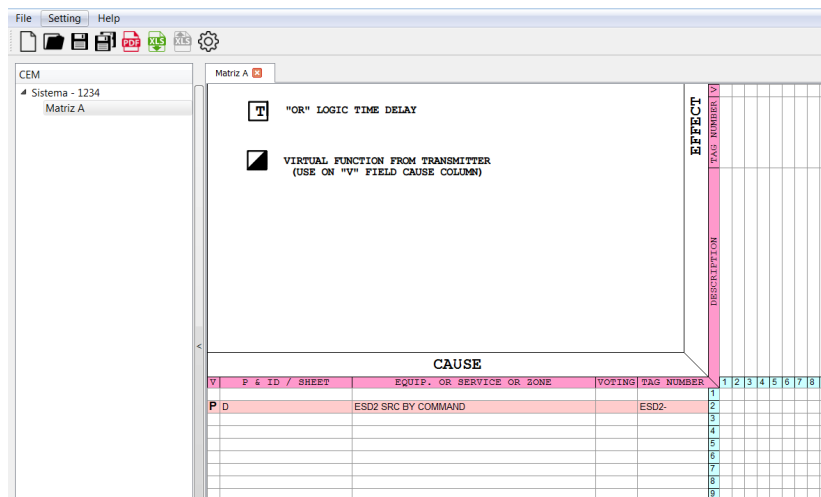 File Setting Help
PDF XLS XLS
CEM
Matriz A
Sistema - 1234
Matriz A
T "OR" LOGIC TIME DELAY
VIRTUAL FUNCTION FROM TRANSMITTER
(USE ON "V" FIELD CAUSE COLUMN)
EFFECT
V
TAG NUMBER
DESCRIPTION
<
CAUSE
V P & ID / SHEET EQUIP. OR SERVICE OR ZONE VOTING TAG NUMBER 1 2 3 4 5 6 7 8
1
P D ESD2 SRC BY COMMAND ESD2- 2
3
4
5
6
7
8
9